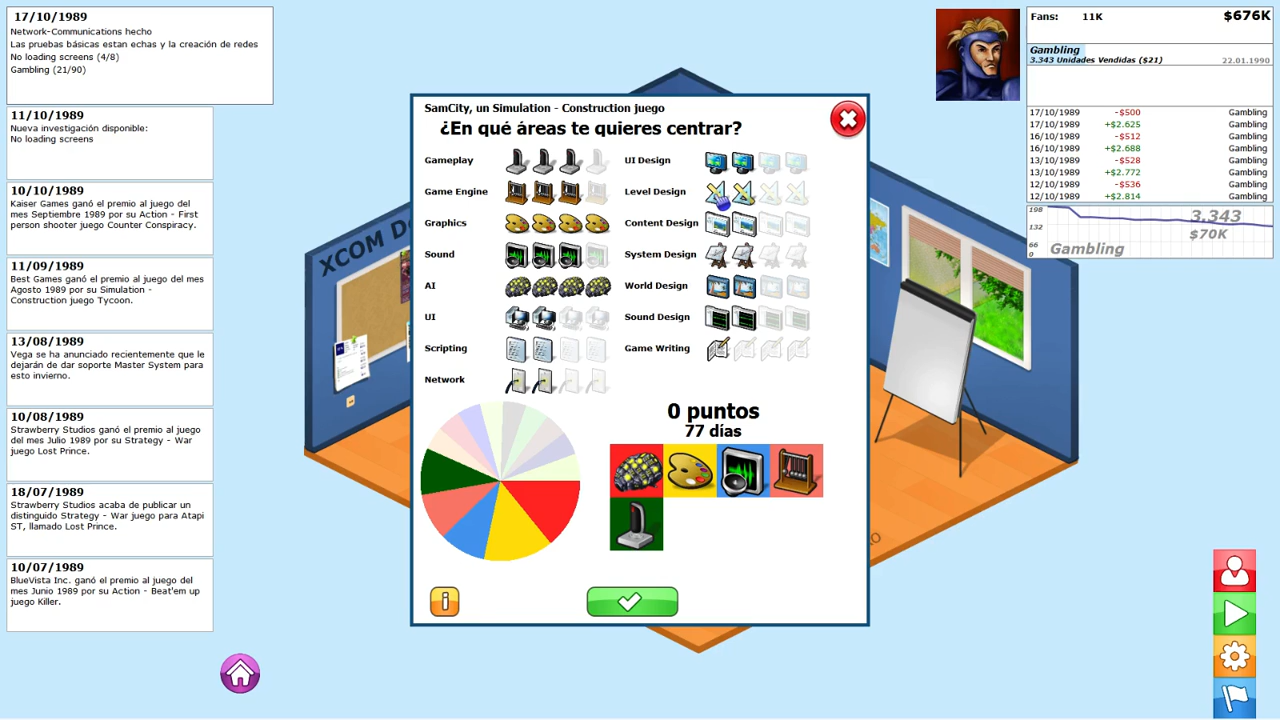 17/10/1989
Network-Communications hecho
Las pruebas básicas estan echas y la creación de redes
No loading screens (4/8)
Gambling (21/90)
11/10/1989
Nueva investigación disponible:
No loading screens
10/10/1989
Kaiser Games ganó el premio al juego del
mes Septiembre 1989 por su Action - First
person shooter juego Counter Conspiracy.
11/09/1989
Best Games ganó el premio al juego del mes
Agosto 1989 por su Simulation -
Construction juego Tycoon.
13/08/1989
Vega se ha anunciado recientemente que le
dejarán de dar soporte Master System para
esto invierno.
10/08/1989
Strawberry Studios ganó el premio al juego
del mes Julio 1989 por su Strategy - War
juego Lost Prince.
18/07/1989
Strawberry Studios acaba de publicar un
distinguido Strategy - War juego para Atapi
ST, llamado Lost Prince.
10/07/1989
BlueVista Inc. ganó el premio al juego del
mes Junio 1989 por su Action - Beat'em up
juego Killer.
XCOM
SamCity, un Simulation - Construction juego
¿En qué áreas te quieres centrar?
Gameplay
Game Engine
Graphics
Sound
AI
UI
Scripting
Network
UI Design
Level Design
Content Design
System Design
World Design
Sound Design
Game Writing
0 puntos
77 días
Fans: 11K $676K
Gambling
3.343 Unidades Vendidas ($21) 22.01.1990
17/10/1989 -$500 Gambling
17/10/1989 +$2.625 Gambling
16/10/1989 -$512 Gambling
16/10/1989 +$2.688 Gambling
13/10/1989 -$528 Gambling
13/10/1989 +$2.772 Gambling
12/10/1989 -$536 Gambling
12/10/1989 +$2.814 Gambling
198
132
66
0
3.343
$70K
Gambling